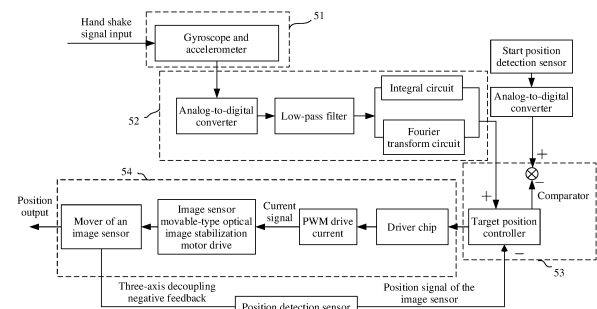 51
Hand shake
signal input
Gyroscope and
accelerometer
Start position
detection sensor
Analog-to-digital
converter
52
Analog-to-digital
converter
Low-pass filter
Integral circuit
Fourier
transform circuit
+
−
Comparator
+
54
Position
output
Mover of an
image sensor
Image sensor
movable-type optical
image stabilization
motor drive
Current
signal
PWM drive
current
Driver chip
Target position
controller
−
53
Three-axis decoupling
negative feedback
Position detection sensor
Position signal of the
image sensor